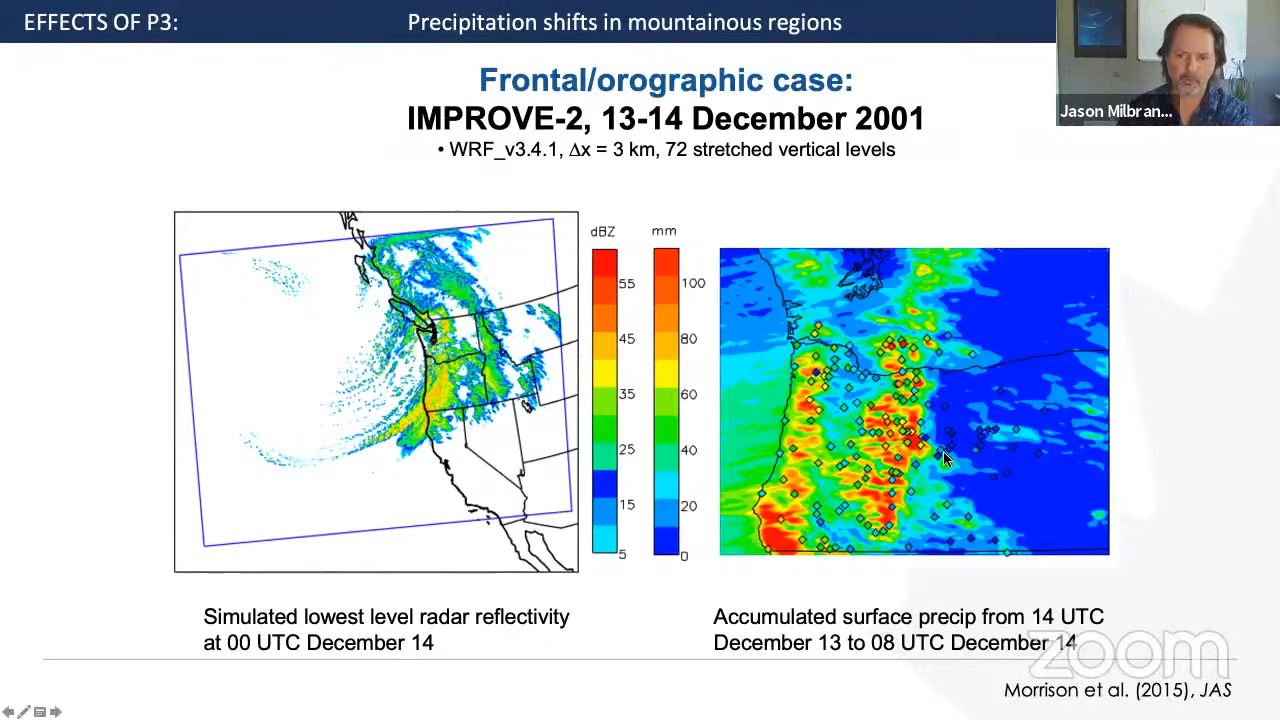 EFFECTS OF P3:
Precipitation shifts in mountainous regions
Jason Milbran...
Frontal/orographic case:
IMPROVE-2, 13-14 December 2001
• WRF_v3.4.1, Δx = 3 km, 72 stretched vertical levels
dBZ
55
45
35
25
15
5
mm
100
80
60
40
20
0
Simulated lowest level radar reflectivity
at 00 UTC December 14
Accumulated surface precip from 14 UTC
December 13 to 08 UTC December 14
zoom
Morrison et al. (2015), JAS